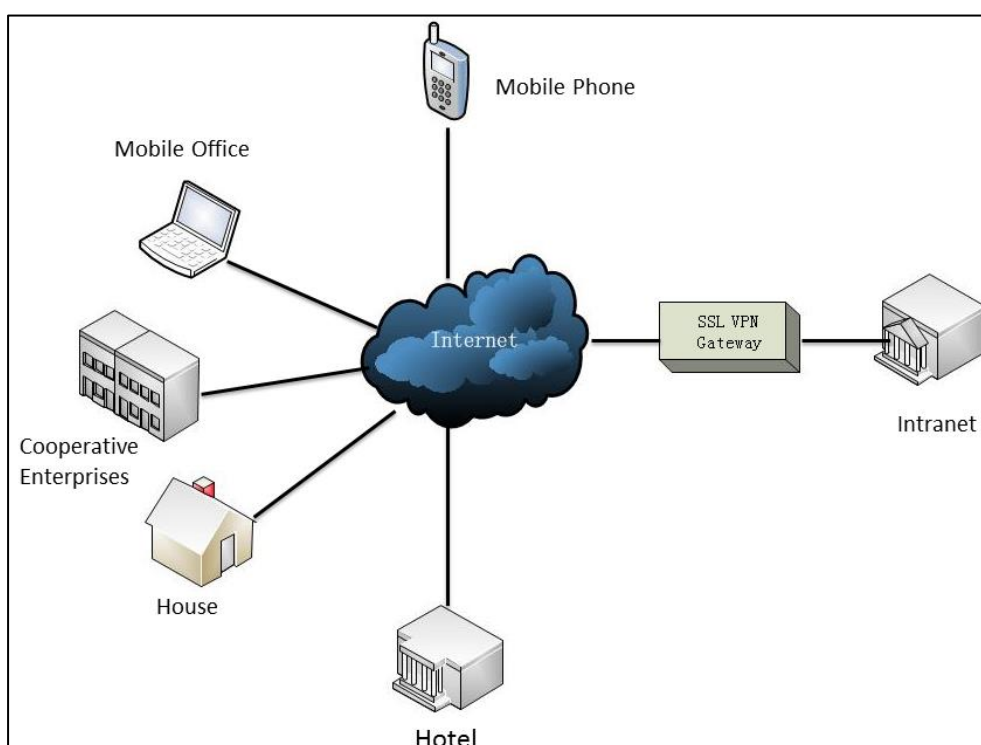 Mobile Phone
Mobile Office
Internet
SSL VPN
Gateway
Intranet
Cooperative
Enterprises
House
Hotel